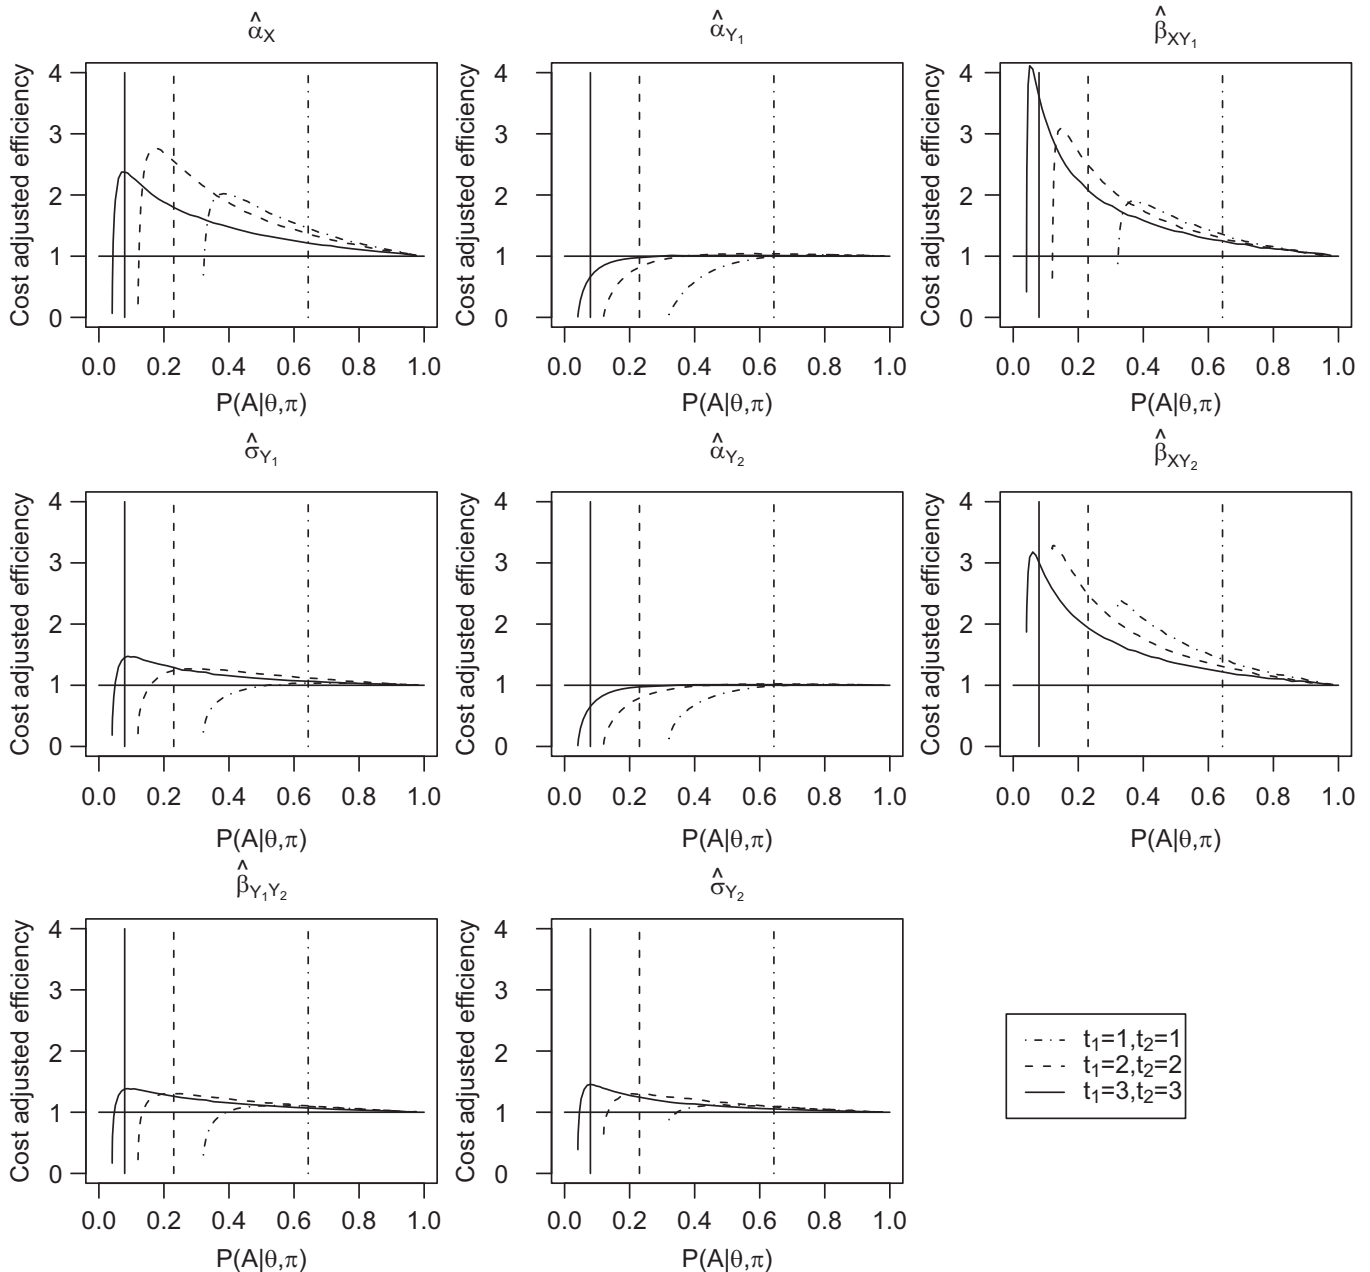 α̂X α̂Y1 β̂XY1
Cost adjusted efficiency Cost adjusted efficiency Cost adjusted efficiency
4 4 4
3 3 3
2 2 2
1 1 1
0 0 0
0.0 0.2 0.4 0.6 0.8 1.0 0.0 0.2 0.4 0.6 0.8 1.0 0.0 0.2 0.4 0.6 0.8 1.0
P(A|θ,π) P(A|θ,π) P(A|θ,π)
σ̂Y1 α̂Y2 β̂XY2
Cost adjusted efficiency Cost adjusted efficiency Cost adjusted efficiency
4 4 4
3 3 3
2 2 2
1 1 1
0 0 0
0.0 0.2 0.4 0.6 0.8 1.0 0.0 0.2 0.4 0.6 0.8 1.0 0.0 0.2 0.4 0.6 0.8 1.0
P(A|θ,π) P(A|θ,π) P(A|θ,π)
β̂Y1Y2 σ̂Y2
Cost adjusted efficiency Cost adjusted efficiency
4 4
3 3
2 2
1 1
0 0
0.0 0.2 0.4 0.6 0.8 1.0 0.0 0.2 0.4 0.6 0.8 1.0
P(A|θ,π) P(A|θ,π)
t1=1,t2=1
t1=2,t2=2
t1=3,t2=3